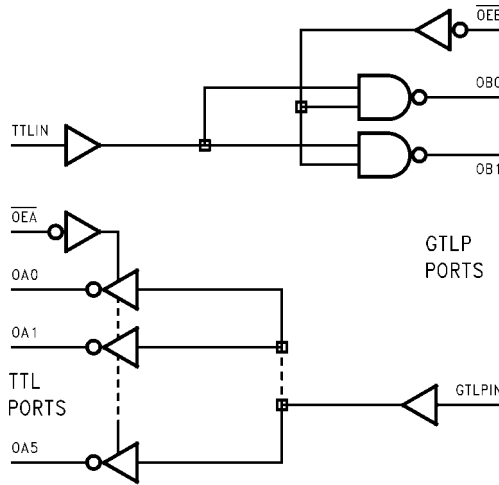 OEB
OB0
TTLIN
OB1
OEA
GTLP
PORTS
OA0
OA1
TTL
PORTS
GTLPIN
OA5